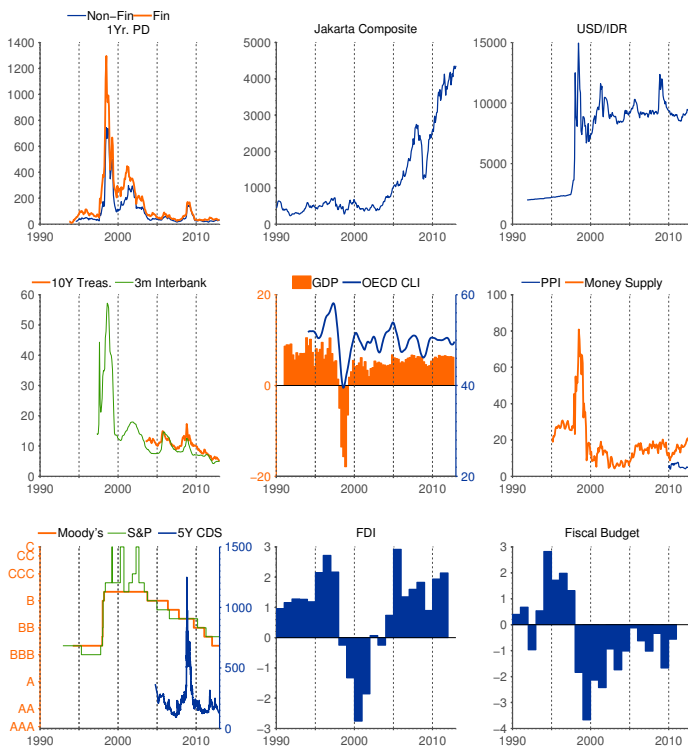 Non−Fin Fin
1Yr. PD
Jakarta Composite
USD/IDR
1400
1200
1000
800
600
400
200
0
1990 2000 2010
5000
4000
3000
2000
1000
0
1990 2000 2010
15000
10000
5000
0
1990 2000 2010
10Y Treas. 3m Interbank
GDP OECD CLI
PPI Money Supply
60
50
40
30
20
10
0
1990 2000 2010
20
0
−20
60
40
20
1990 2000 2010
100
80
60
40
20
0
1990 2000 2010
Moody's S&P 5Y CDS
FDI
Fiscal Budget
C
CC
CCC
B
BB
BBB
A
AA
AAA
1500
1000
500
0
1990 2000 2010
3
2
1
0
−1
−2
−3
1990 2000 2010
3
2
1
0
−1
−2
−3
−4
1990 2000 2010